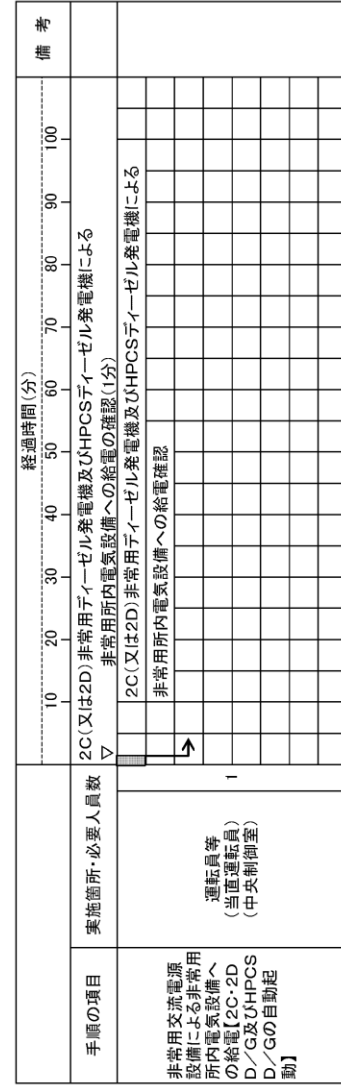 手順の項目
実施箇所・必要人員数
経過時間(分)
備 考
10 20 30 40 50 60 70 80 90 100
2C(又は2D)非常用ディーゼル発電機及びHPCSディーゼル発電機による
非常用所内電気設備への給電の確認(1分)
▽
非常用交流電源
設備による非常用
所内電気設備へ
の給電【2C・2D
D/G及びHPCS
D/Gの自動起
動】
運転員等
(当直運転員)
(中央制御室)
1
2C(又は2D)非常用ディーゼル発電機及びHPCSディーゼル発電機による
非常用所内電気設備への給電確認